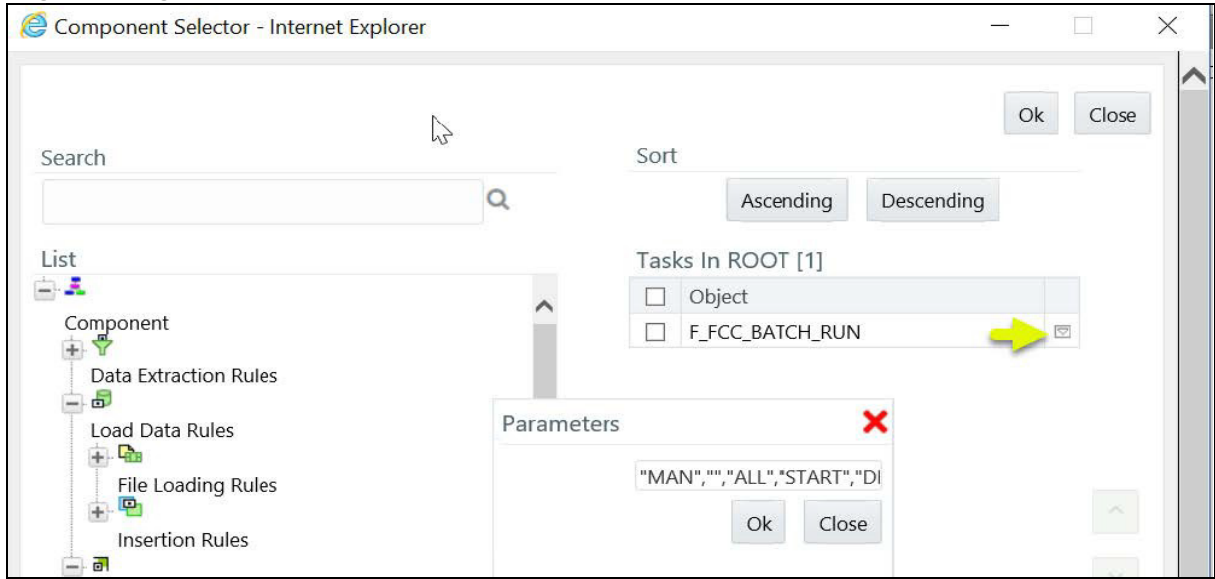 Component Selector - Internet Explorer
Ok Close
Search
Sort
Ascending Descending
List
Tasks In ROOT [1]
Object
F_FCC_BATCH_RUN
Component
Data Extraction Rules
Load Data Rules
File Loading Rules
Insertion Rules
Parameters
"MAN","","ALL","START","DI
Ok Close